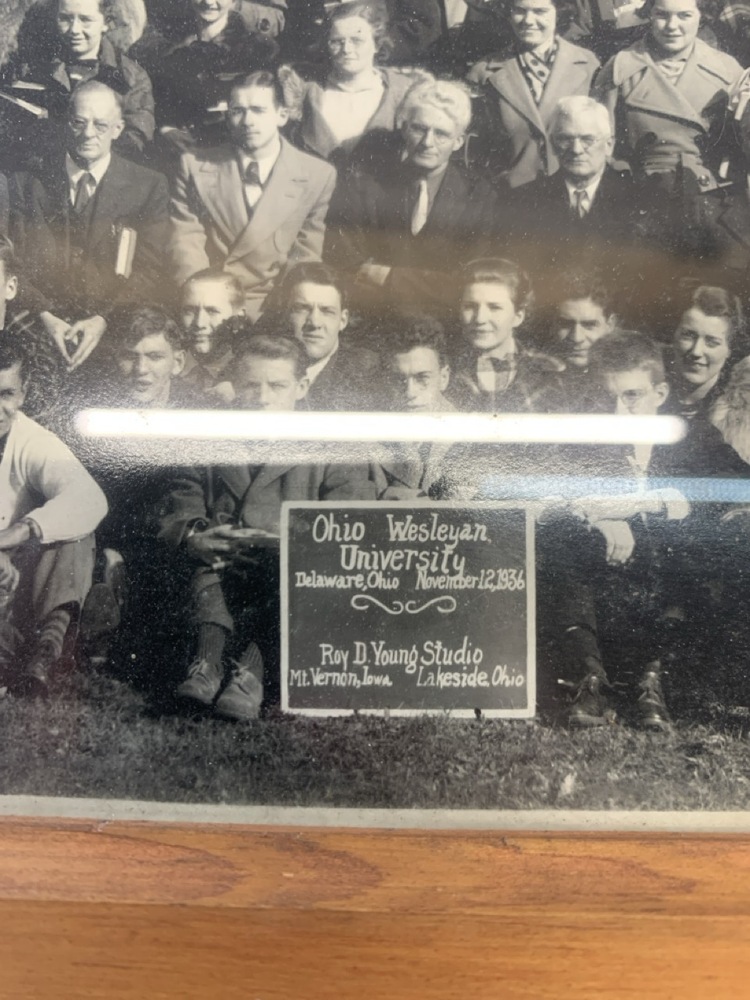 Ohio Wesleyan
University
Delaware, Ohio November 12, 1936
Roy D. Young Studio
Mt. Vernon, Iowa Lakeside, Ohio